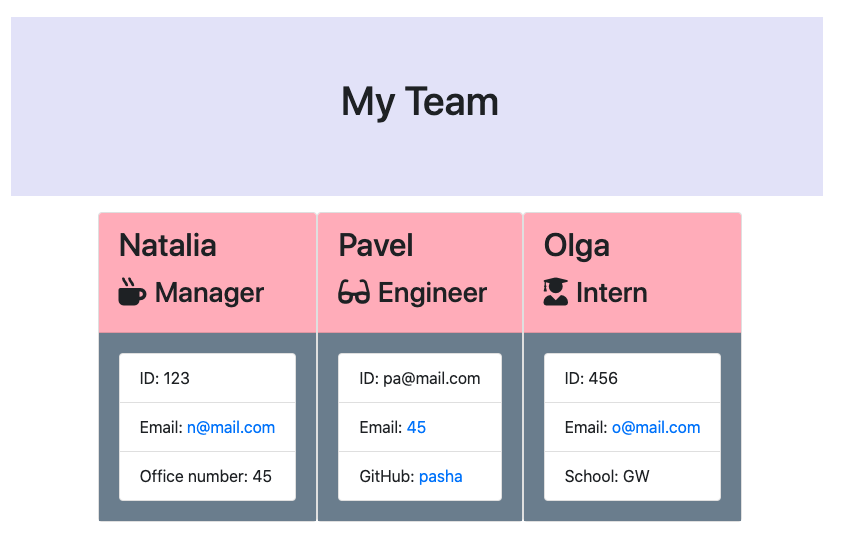 My Team
Natalia
Manager
ID: 123
Email: n@mail.com
Office number: 45
Pavel
Engineer
ID: pa@mail.com
Email: 45
GitHub: pasha
Olga
Intern
ID: 456
Email: o@mail.com
School: GW